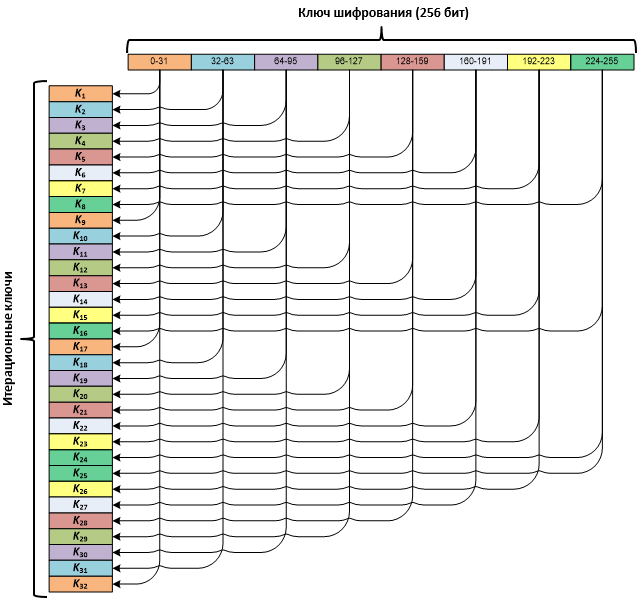 Ключ шифрования (256 бит)
0-31 32-63 64-95 96-127 128-159 160-191 192-223 224-255
Итерационные ключи
K1
K2
K3
K4
K5
K6
K7
K8
K9
K10
K11
K12
K13
K14
K15
K16
K17
K18
K19
K20
K21
K22
K23
K24
K25
K26
K27
K28
K29
K30
K31
K32